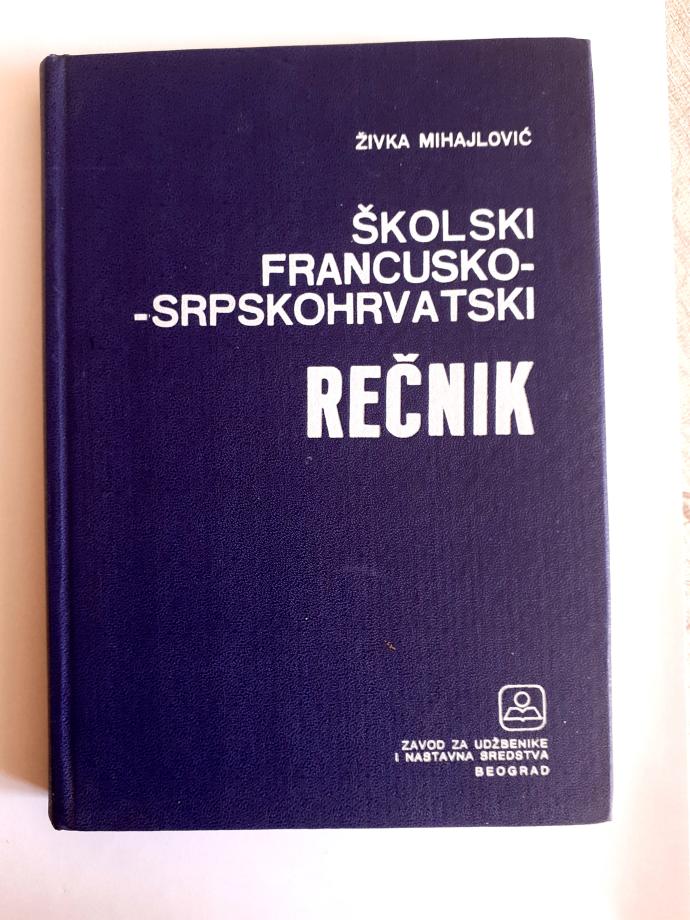 ŽIVKA MIHAJLOVIĆ
ŠKOLSKI
FRANCUSKO-
-SRPSKOHRVATSKI
REČNIK
ZAVOD ZA UDŽBENIKE
I NASTAVNA SREDSTVA
BEOGRAD